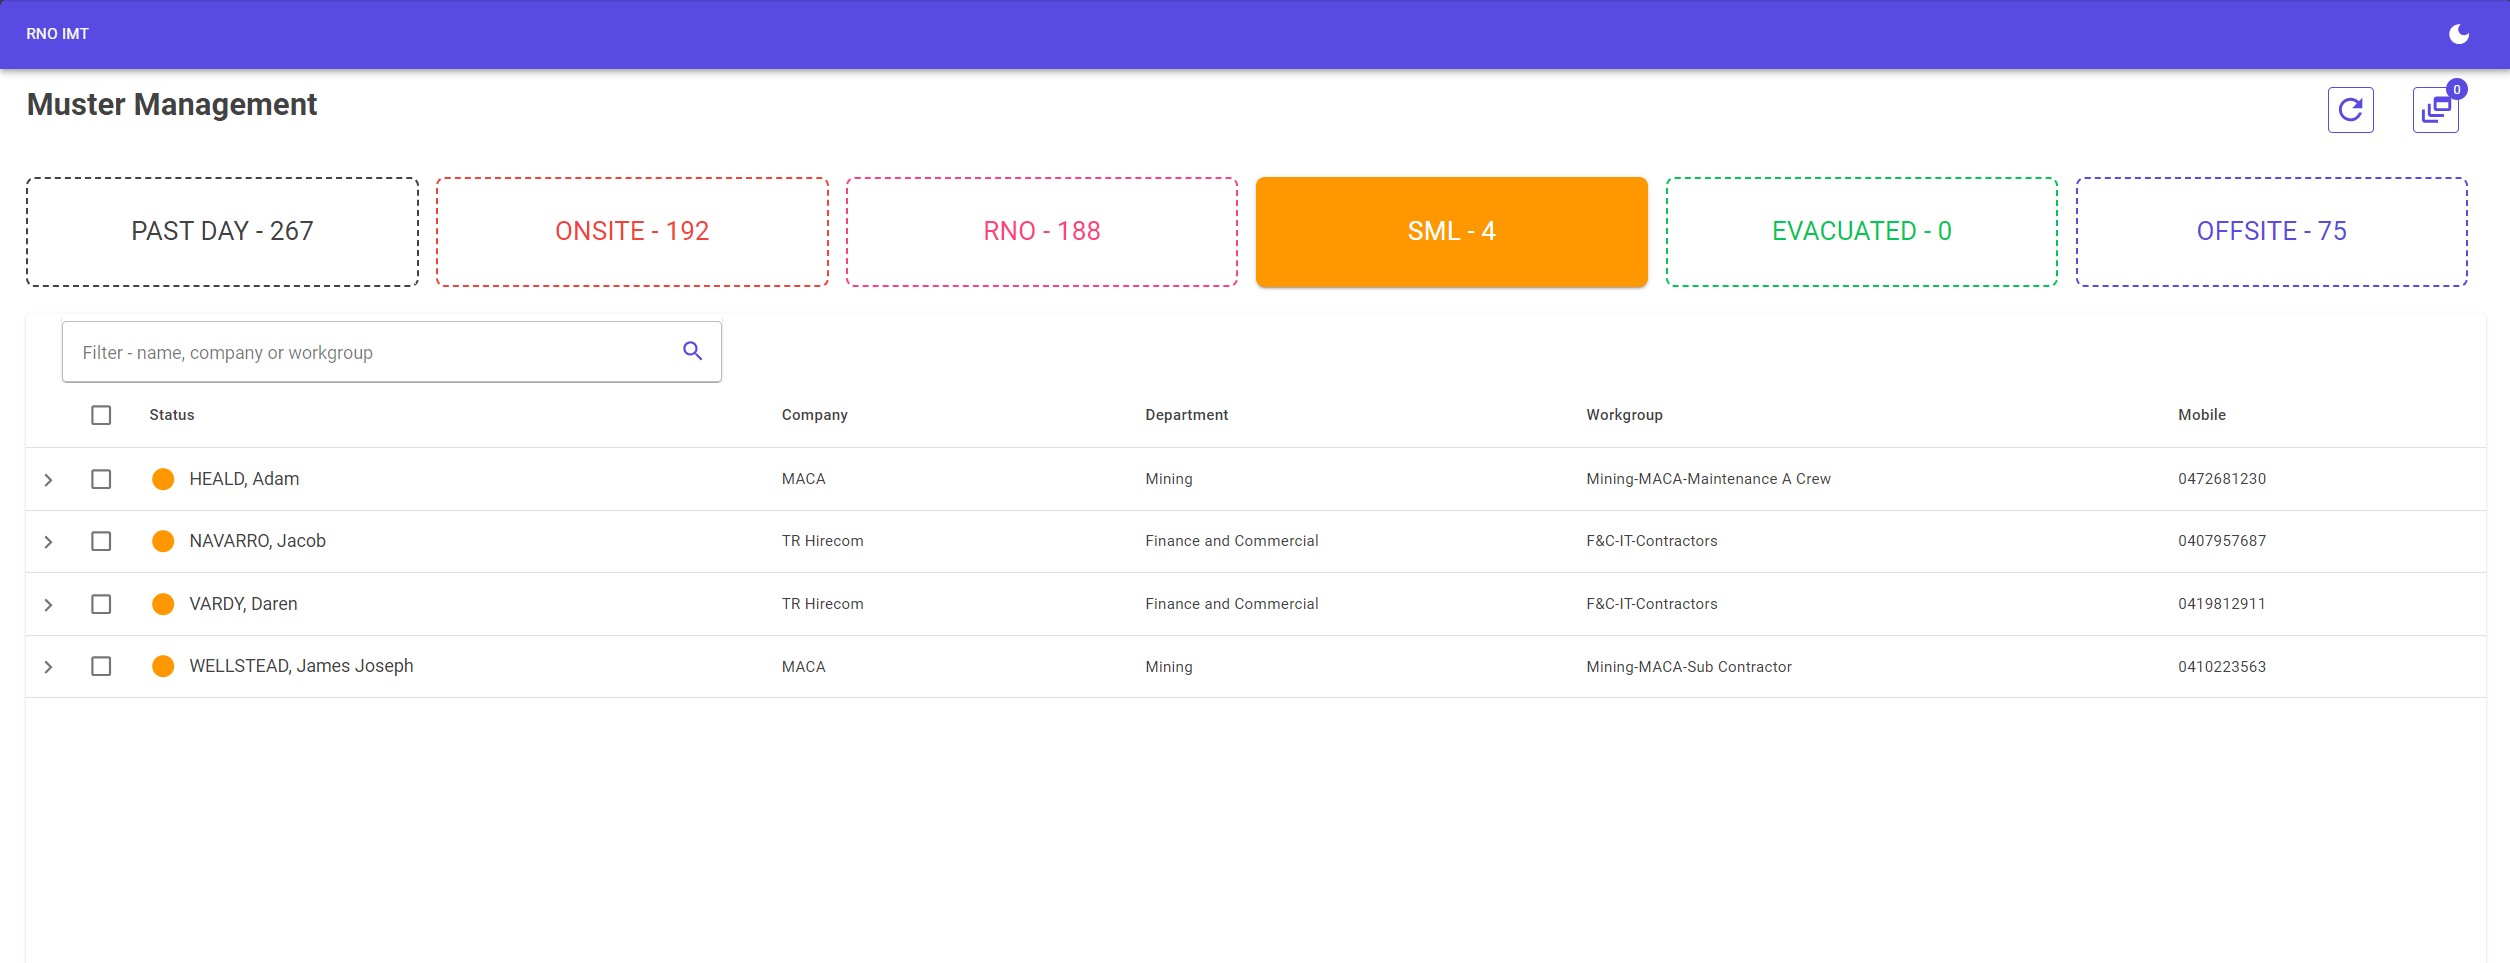 RNO IMT
Muster Management
0
PAST DAY - 267 ONSITE - 192 RNO - 188 SML - 4 EVACUATED - 0 OFFSITE - 75
Filter - name, company or workgroup
Status Company Department Workgroup Mobile
HEALD, Adam MACA Mining Mining-MACA-Maintenance A Crew 0472681230
NAVARRO, Jacob TR Hirecom Finance and Commercial F&C-IT-Contractors 0407957687
VARDY, Daren TR Hirecom Finance and Commercial F&C-IT-Contractors 0419812911
WELLSTEAD, James Joseph MACA Mining Mining-MACA-Sub Contractor 0410223563